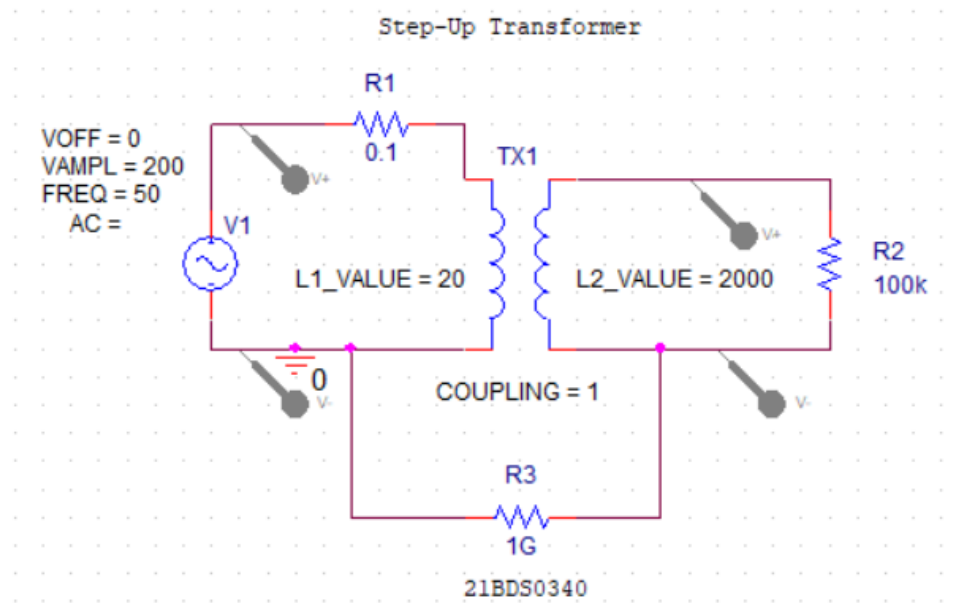 Step-Up Transformer
R1
0.1
VOFF = 0
VAMPL = 200
FREQ = 50
AC =
V1
V+
TX1
V+
R2
100k
L1_VALUE = 20
L2_VALUE = 2000
0
V-
COUPLING = 1
V-
R3
1G
21BDS0340